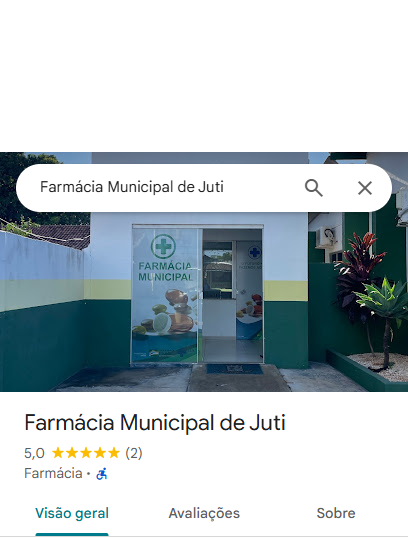 Farmácia Municipal de Juti
FARMÁCIA
MUNICIPAL
Farmácia Municipal de Juti
5,0 (2)
Farmácia ·
Visão geral
Avaliações
Sobre